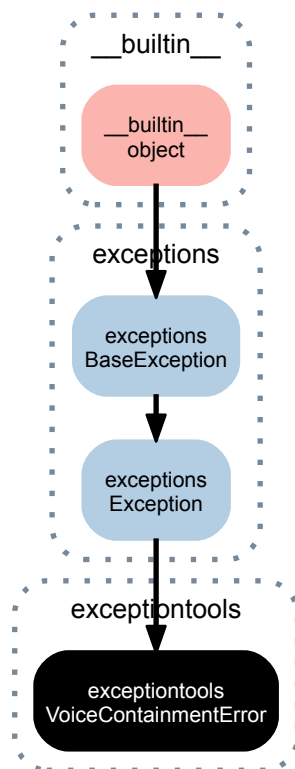 __builtin__
__builtin__
object
exceptions
exceptions
BaseException
exceptions
Exception
exceptiontools
exceptiontools
VoiceContainmentError